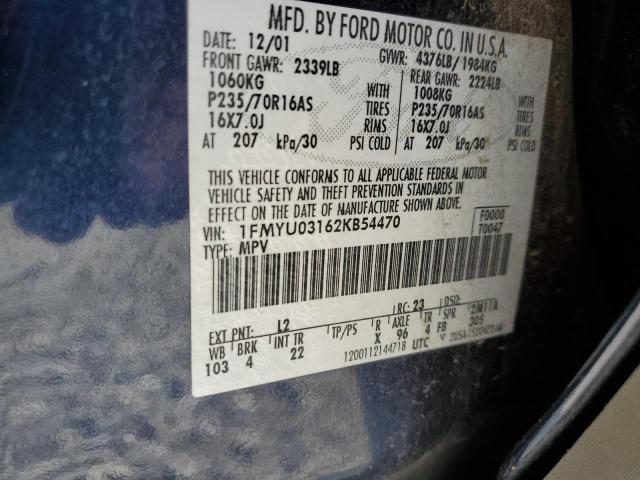 MFD. BY FORD MOTOR CO. IN U.S.A.
DATE: 12/01 GVWR: 4376LB/ 1984KG
FRONT GAWR: 2339LB REAR GAWR: 2224LB
1060KG WITH 1008KG WITH
P235/70R16AS TIRES P235/70R16AS TIRES
16X7.0J RIMS 16X7.0J RIMS
AT 207 kPa/30 PSI COLD AT 207 kPa/30 PSI COLD
THIS VEHICLE CONFORMS TO ALL APPLICABLE FEDERAL MOTOR
VEHICLE SAFETY AND THEFT PREVENTION STANDARDS IN
EFFECT ON THE DATE OF MANUFACTURE SHOWN ABOVE.
VIN: 1FMYU03162KB54470 F0000
TYPE: MPV T0047
EXT PNT: L2 RC: 23 DSO:
WB BRK INT TR TP/PS R AXLE TR SPR
103 4 22 X 96 4 FB 305
1200112144718 UTC